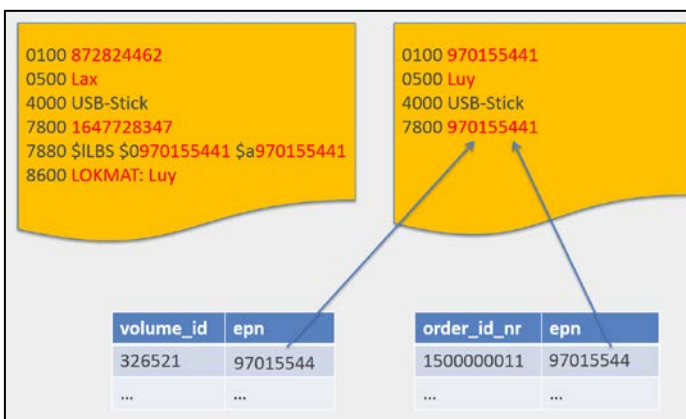 0100 872824462
0500 Lax
4000 USB-Stick
7800 1647728347
7880 $ILBS $0970155441 $a970155441
8600 LOKMAT: Luy
0100 970155441
0500 Luy
4000 USB-Stick
7800 970155441
volume_id epn
326521 97015544
... ...
order_id_nr epn
1500000011 97015544
... ...